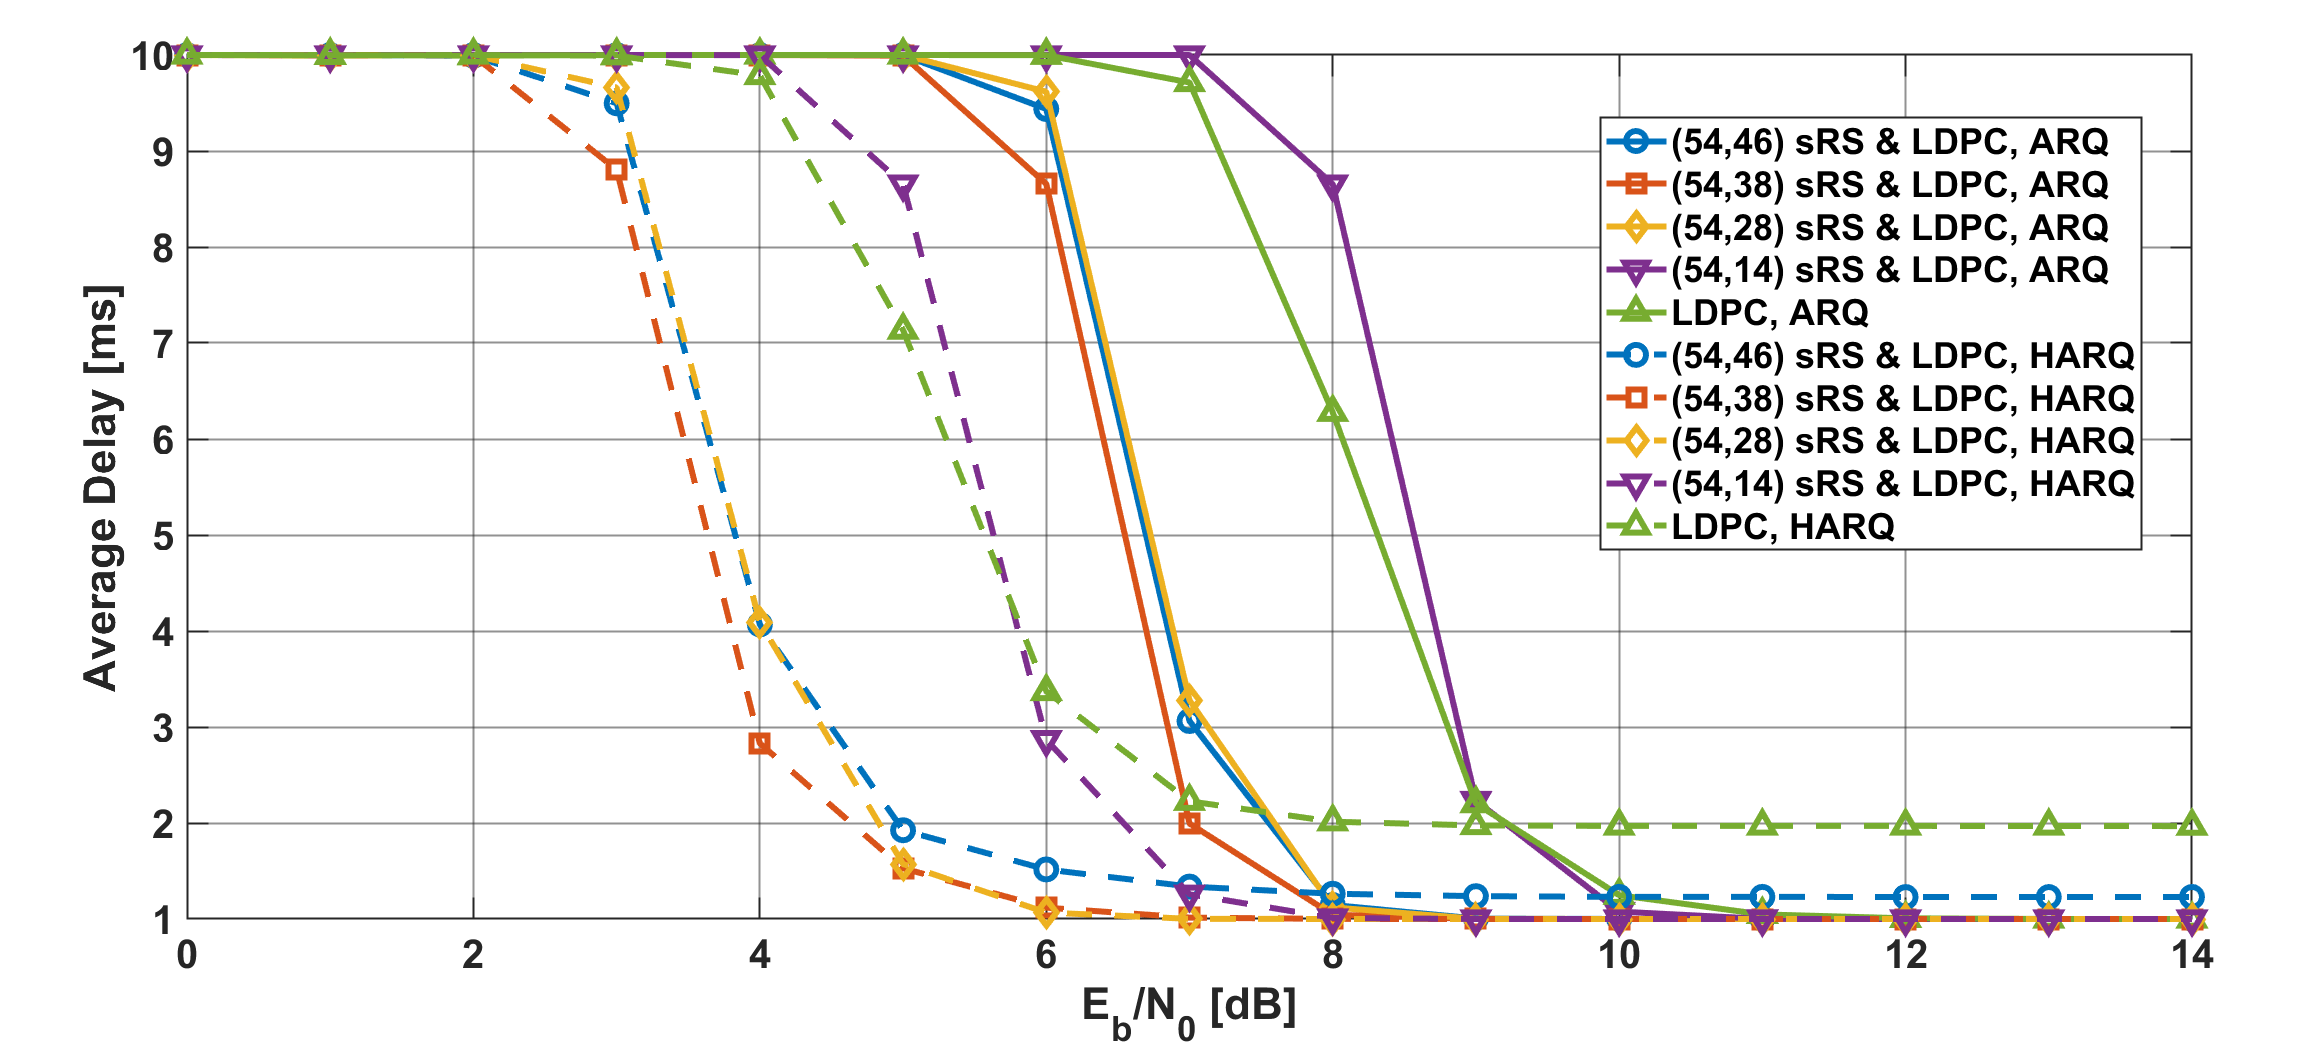 10
9
8
7
6
5
4
3
2
1
Average Delay [ms]
(54,46) sRS & LDPC, ARQ
(54,38) sRS & LDPC, ARQ
(54,28) sRS & LDPC, ARQ
(54,14) sRS & LDPC, ARQ
LDPC, ARQ
(54,46) sRS & LDPC, HARQ
(54,38) sRS & LDPC, HARQ
(54,28) sRS & LDPC, HARQ
(54,14) sRS & LDPC, HARQ
LDPC, HARQ
0 2 4 6 8 10 12 14
E_b/N_0 [dB]